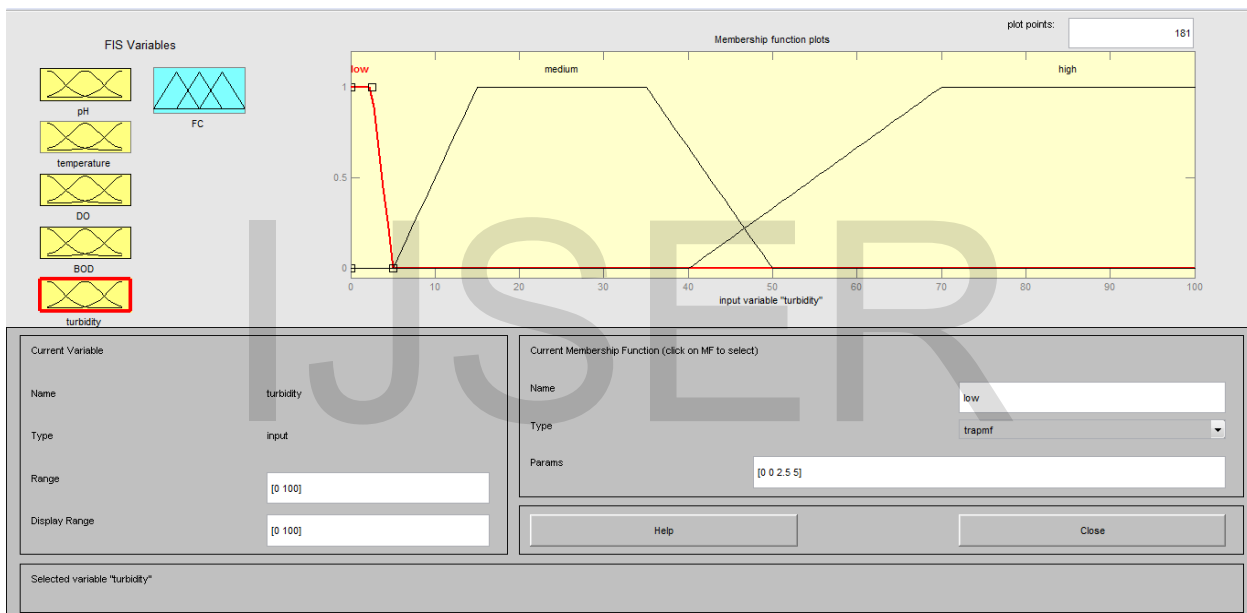 plot points:
181
FIS Variables
Membership function plots
pH
FC
temperature
DO
BOD
turbidity
low
medium
high
1
0.5
0
0 10 20 30 40 50 60 70 80 90 100
input variable "turbidity"
IJSER
Current Variable
Name turbidity
Type input
Range [0 100]
Display Range [0 100]
Current Membership Function (click on MF to select)
Name low
Type trapmf
Params [0 0 2.5 5]
Help Close
Selected variable "turbidity"